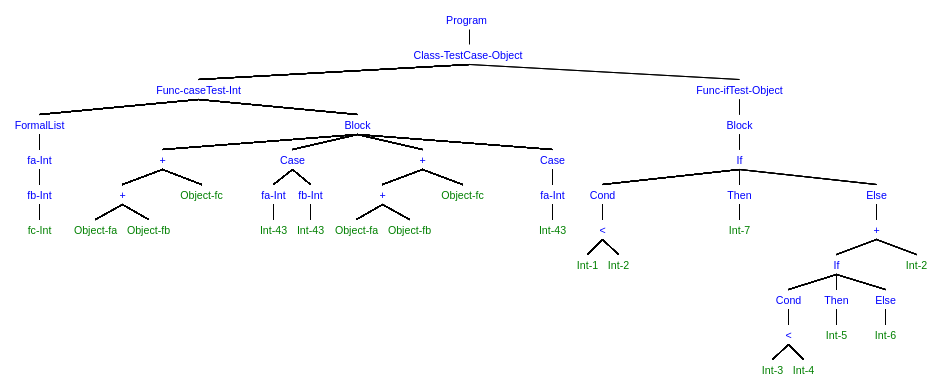 Program
Class-TestCase-Object
Func-caseTest-Int Func-ifTest-Object
FormalList Block Block
fa-Int + Case + Case If
fb-Int + Object-fc fa-Int fb-Int + Object-fc fa-Int Cond Then Else
fc-Int Object-fa Object-fb Int-43 Int-43 Object-fa Object-fb Int-43 < Int-7 +
Int-1 Int-2 If Int-2
Cond Then Else
< Int-5 Int-6
Int-3 Int-4